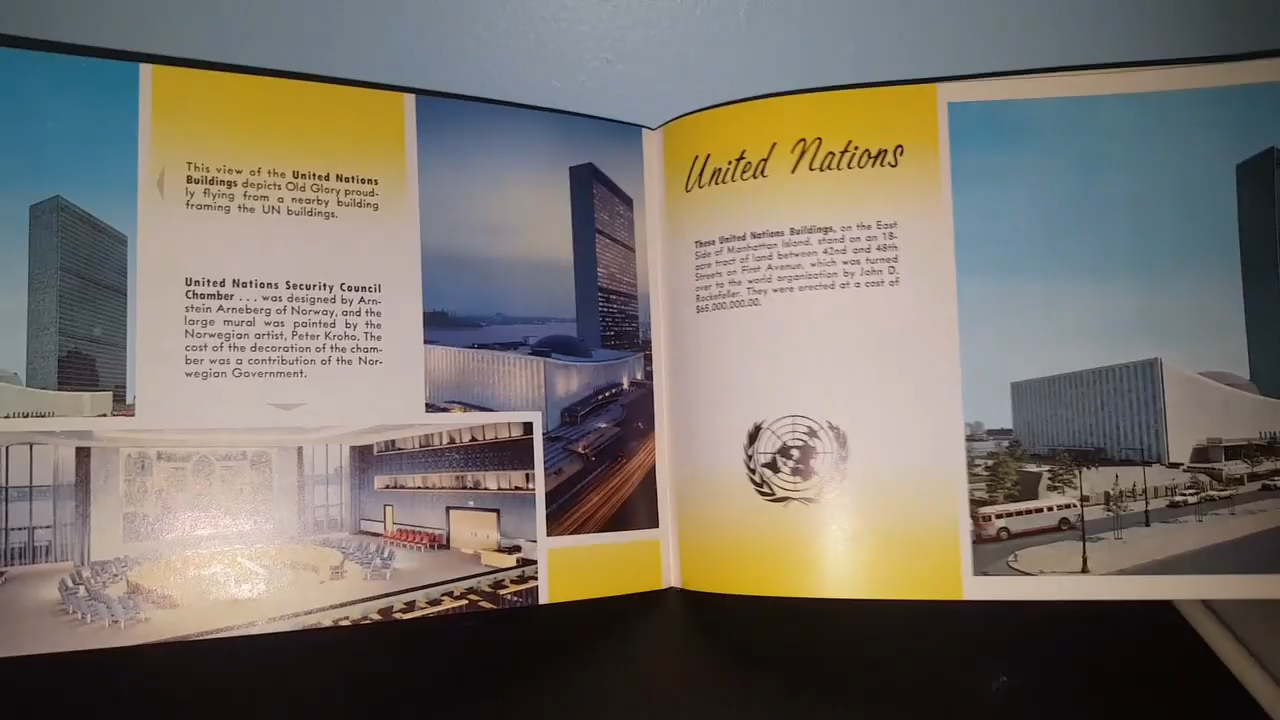 This view of the United Nations
Buildings depicts Old Glory proud-
ly flying from a nearby building
framing the UN buildings.
United Nations Security Council
Chamber . . . was designed by Arn-
stein Arneberg of Norway, and the
large mural was painted by the
Norwegian artist, Peter Kroho. The
cost of the decoration of the cham-
ber was a contribution of the Nor-
wegian Government.
United Nations
These United Nations Buildings, on the East
Side of Manhattan Island, stand on an 18-
acre tract of land between 42nd and 48th
Streets on First Avenue, which was turned
over to the world organization by John D.
Rockefeller. They were erected at a cost of
$65,000,000.00.